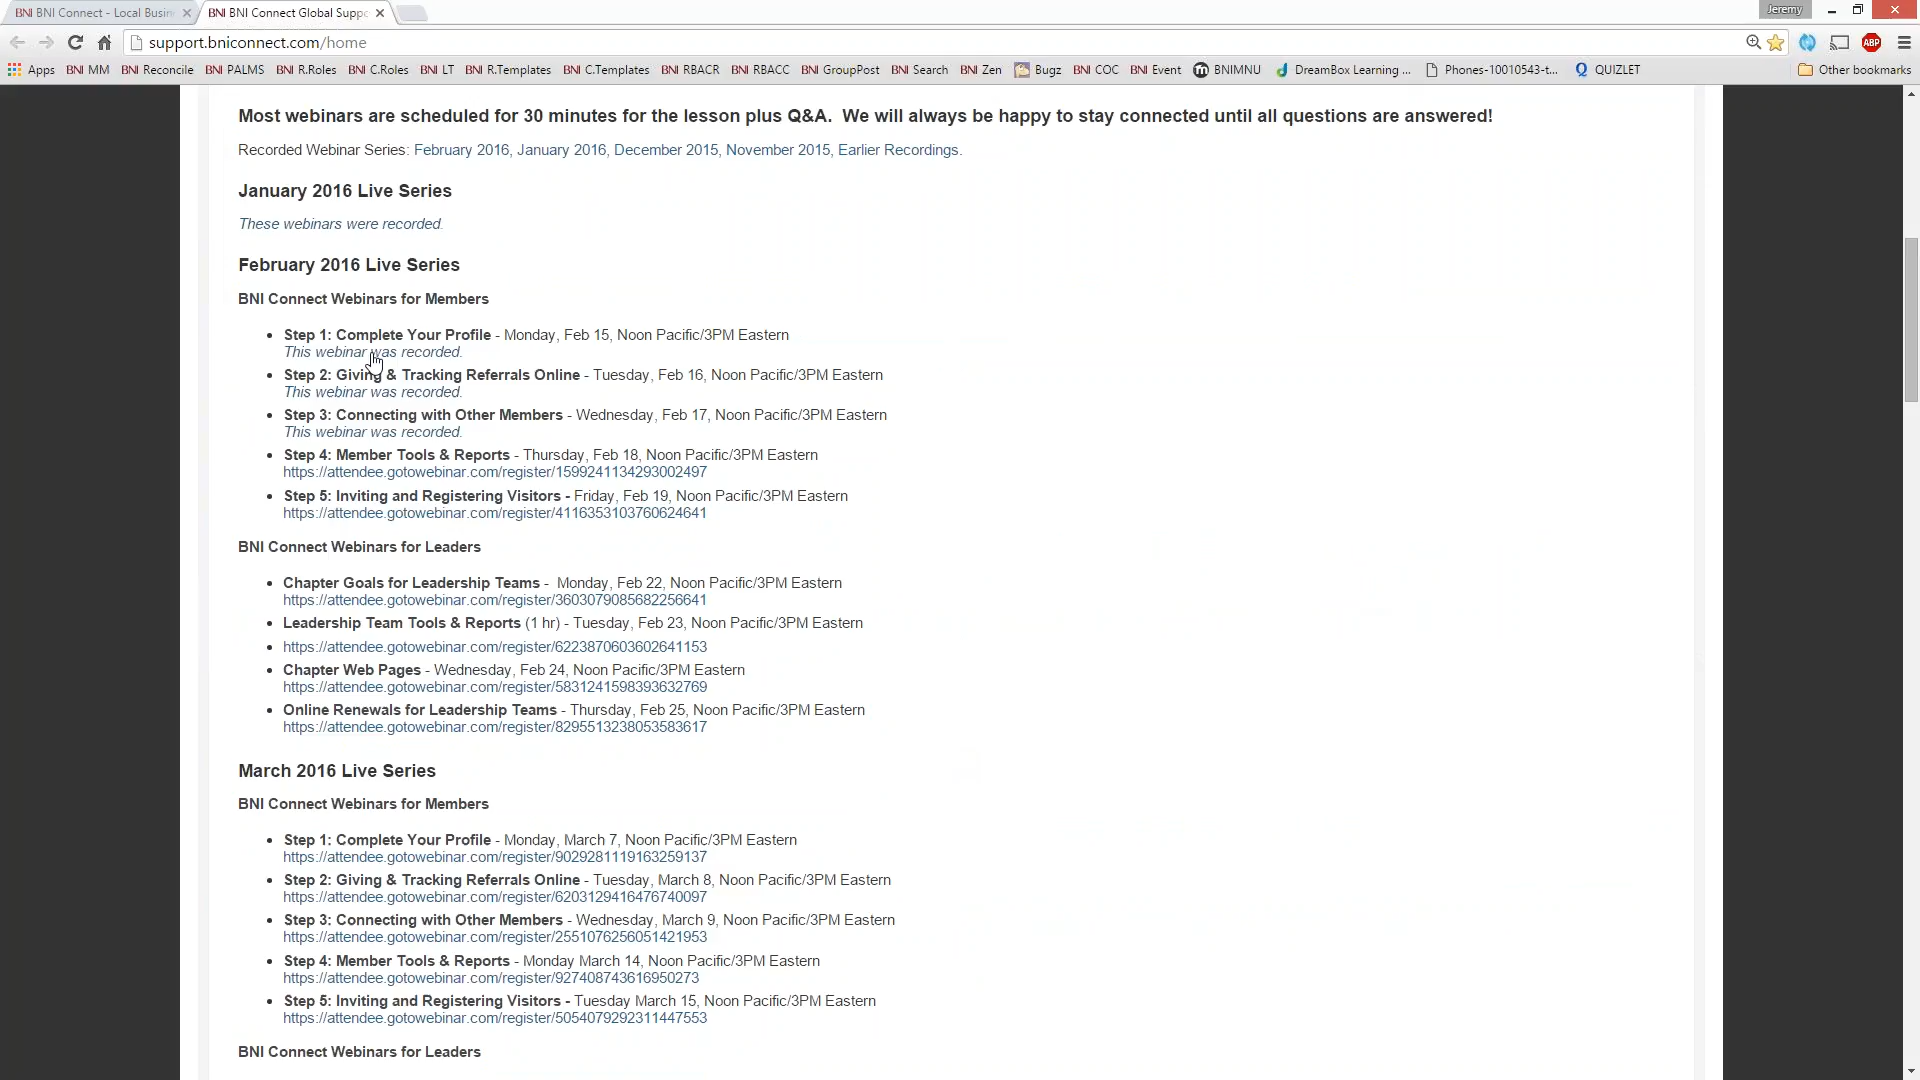 BNI BNI Connect - Local Busin
BNI BNI Connect Global Suppo
Jeremy
support.bniconnect.com/home
ABP
Apps BNI MM BNI Reconcile BNI PALMS BNI R.Roles BNI C.Roles BNI LT BNI R.Templates BNI C.Templates BNI RBACR BNI RBACC BNI GroupPost BNI Search BNI Zen Bugz BNI COC BNI Event BNIMNU DreamBox Learning ... Phones-10010543-t... QUIZLET Other bookmarks
Most webinars are scheduled for 30 minutes for the lesson plus Q&A. We will always be happy to stay connected until all questions are answered!
Recorded Webinar Series: February 2016, January 2016, December 2015, November 2015, Earlier Recordings.
January 2016 Live Series
These webinars were recorded.
February 2016 Live Series
BNI Connect Webinars for Members
Step 1: Complete Your Profile - Monday, Feb 15, Noon Pacific/3PM Eastern
This webinar was recorded.
Step 2: Giving & Tracking Referrals Online - Tuesday, Feb 16, Noon Pacific/3PM Eastern
This webinar was recorded.
Step 3: Connecting with Other Members - Wednesday, Feb 17, Noon Pacific/3PM Eastern
This webinar was recorded.
Step 4: Member Tools & Reports - Thursday, Feb 18, Noon Pacific/3PM Eastern
https://attendee.gotowebinar.com/register/1599241134293002497
Step 5: Inviting and Registering Visitors - Friday, Feb 19, Noon Pacific/3PM Eastern
https://attendee.gotowebinar.com/register/4116353103760624641
BNI Connect Webinars for Leaders
Chapter Goals for Leadership Teams - Monday, Feb 22, Noon Pacific/3PM Eastern
https://attendee.gotowebinar.com/register/3603079085682256641
Leadership Team Tools & Reports (1 hr) - Tuesday, Feb 23, Noon Pacific/3PM Eastern
https://attendee.gotowebinar.com/register/6223870603602641153
Chapter Web Pages - Wednesday, Feb 24, Noon Pacific/3PM Eastern
https://attendee.gotowebinar.com/register/5831241598393632769
Online Renewals for Leadership Teams - Thursday, Feb 25, Noon Pacific/3PM Eastern
https://attendee.gotowebinar.com/register/8295513238053583617
March 2016 Live Series
BNI Connect Webinars for Members
Step 1: Complete Your Profile - Monday, March 7, Noon Pacific/3PM Eastern
https://attendee.gotowebinar.com/register/9029281119163259137
Step 2: Giving & Tracking Referrals Online - Tuesday, March 8, Noon Pacific/3PM Eastern
https://attendee.gotowebinar.com/register/6203129416476740097
Step 3: Connecting with Other Members - Wednesday, March 9, Noon Pacific/3PM Eastern
https://attendee.gotowebinar.com/register/2551076256051421953
Step 4: Member Tools & Reports - Monday March 14, Noon Pacific/3PM Eastern
https://attendee.gotowebinar.com/register/927408743616950273
Step 5: Inviting and Registering Visitors - Tuesday March 15, Noon Pacific/3PM Eastern
https://attendee.gotowebinar.com/register/5054079292311447553
BNI Connect Webinars for Leaders